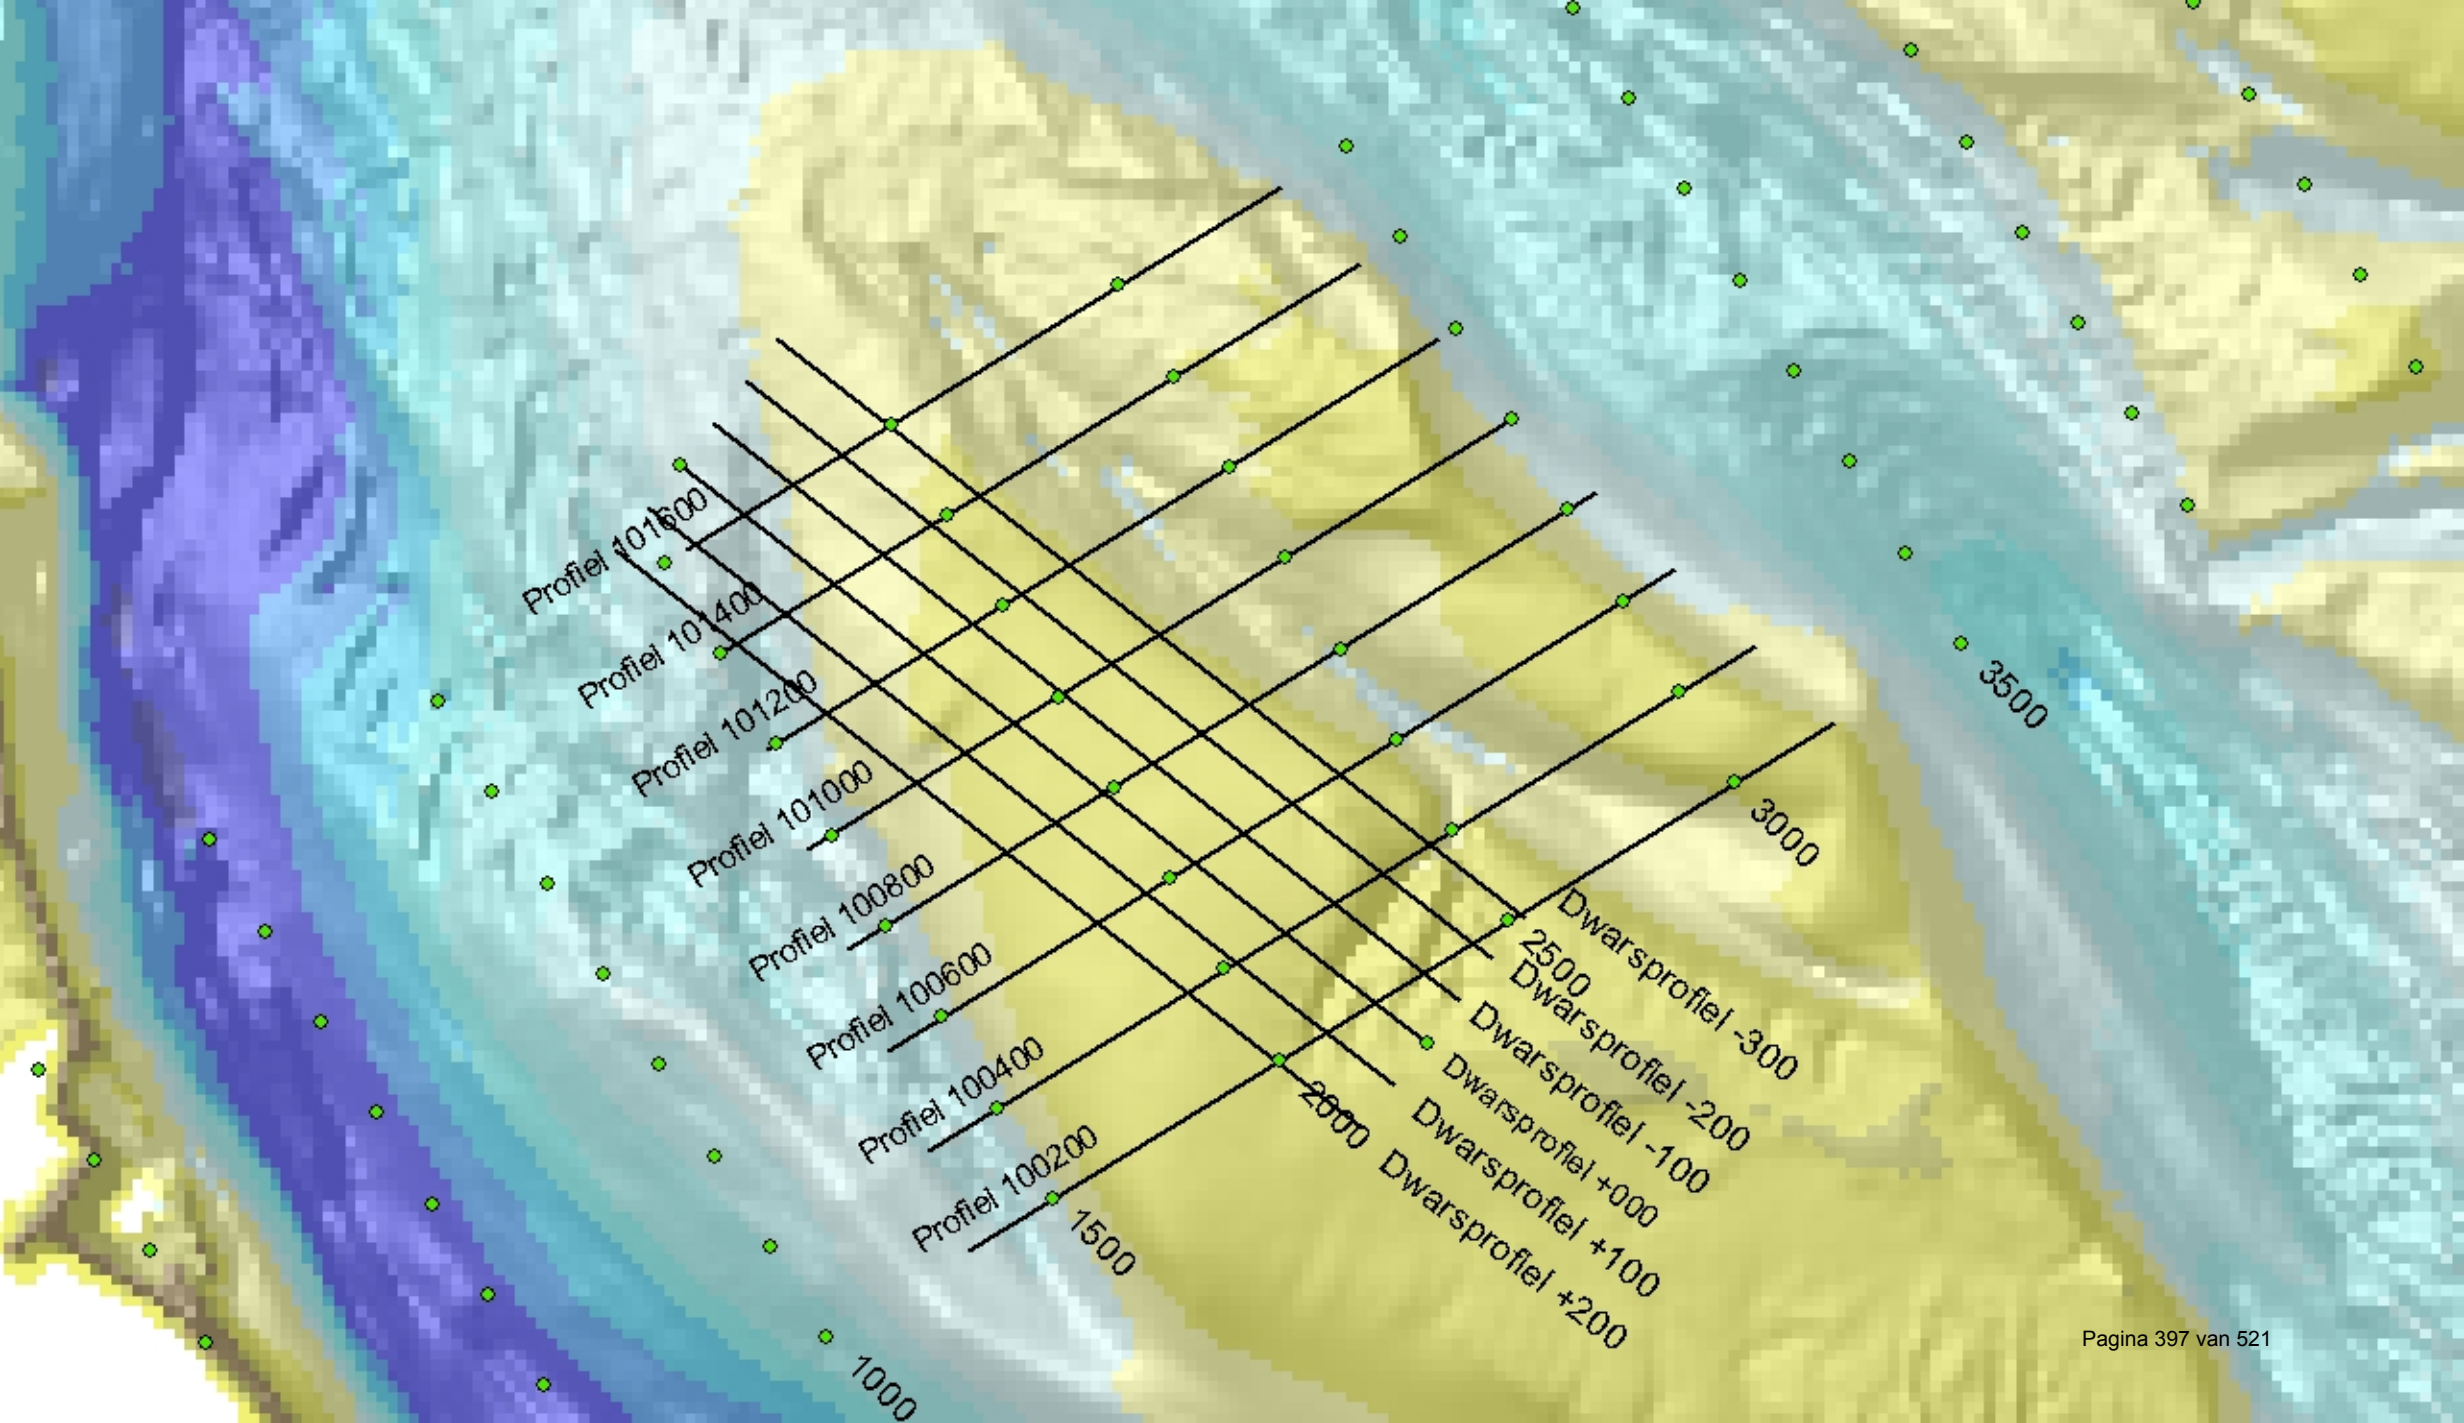 Profiel 101600
Profiel 101400
Profiel 101200
Profiel 101000
Profiel 100800
Profiel 100600
Profiel 100400
Profiel 100200
3500
3000
2500
2000
1500
1000
Dwarsprofiel -300
Dwarsprofiel -200
Dwarsprofiel -100
Dwarsprofiel +000
Dwarsprofiel +100
Dwarsprofiel +200
Pagina 397 van 521